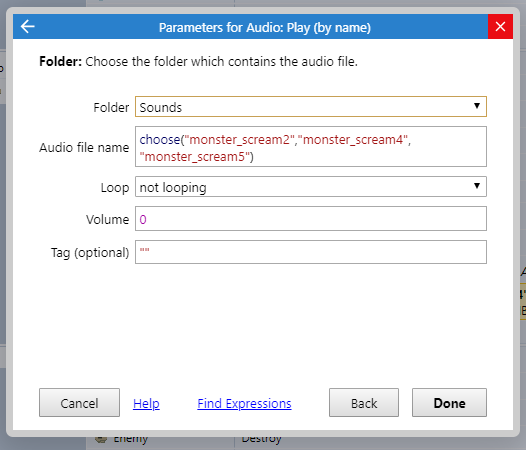 Parameters for Audio: Play (by name)
Folder: Choose the folder which contains the audio file.
Folder Sounds
Audio file name choose("monster_scream2","monster_scream4",
"monster_scream5")
Loop not looping
Volume 0
Tag (optional) ""
Cancel Help Find Expressions Back Done
Enemy Destroy